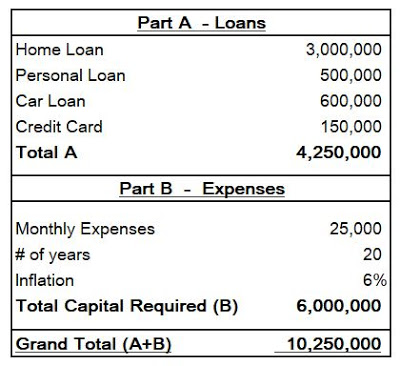 Part A - Loans
Home Loan 3,000,000
Personal Loan 500,000
Car Loan 600,000
Credit Card 150,000
Total A 4,250,000
Part B - Expenses
Monthly Expenses 25,000
# of years 20
Inflation 6%
Total Capital Required (B) 6,000,000
Grand Total (A+B) 10,250,000